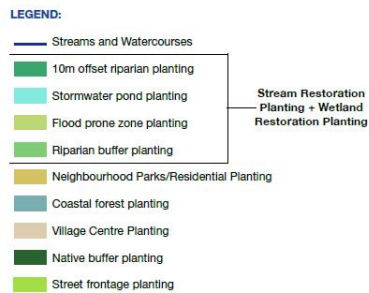 LEGEND:
Streams and Watercourses
10m offset riparian planting
Stormwater pond planting
Flood prone zone planting
Riparian buffer planting
Stream Restoration
Planting + Wetland
Restoration Planting
Neighbourhood Parks/Residential Planting
Coastal forest planting
Village Centre Planting
Native buffer planting
Street frontage planting